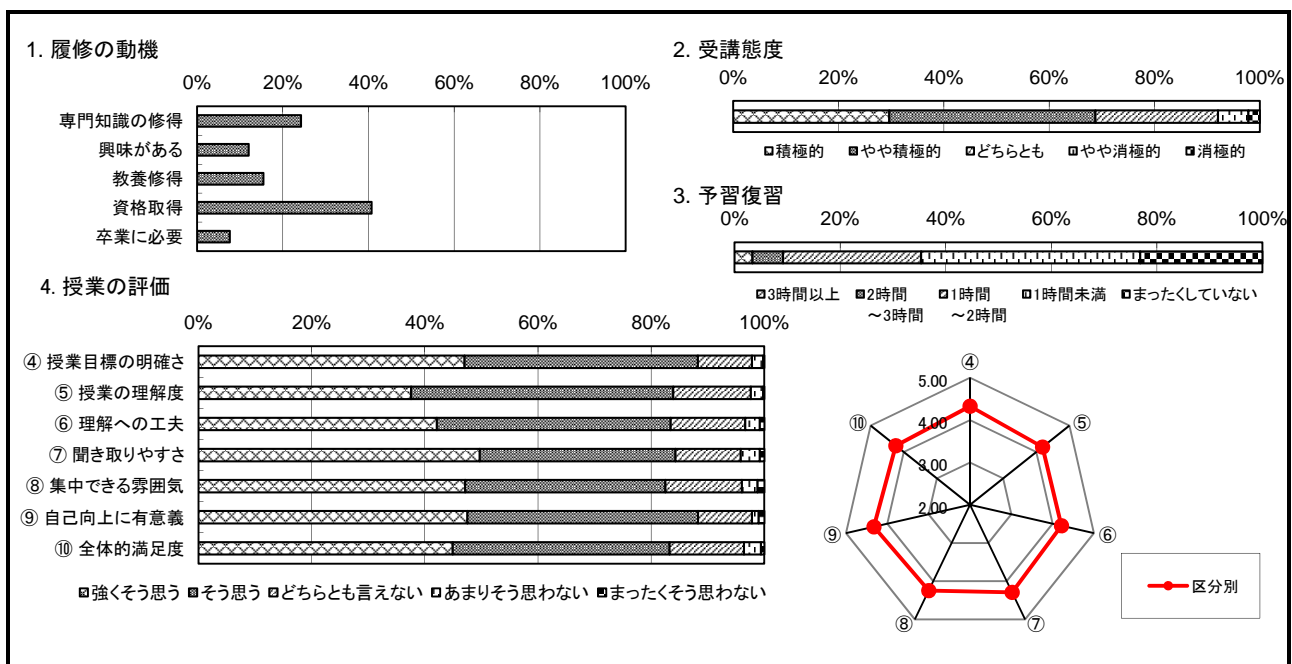 1. 履修の動機
0% 20% 40% 60% 80% 100%
専門知識の修得
興味がある
教養修得
資格取得
卒業に必要
2. 受講態度
0% 20% 40% 60% 80% 100%
積極的 やや積極的 どちらとも やや消極的 消極的
3. 予習復習
0% 20% 40% 60% 80% 100%
3時間以上 2時間 1時間 1時間未満 まったくしていない
～3時間 ～2時間
4. 授業の評価
0% 20% 40% 60% 80% 100%
④ 授業目標の明確さ
⑤ 授業の理解度
⑥ 理解への工夫
⑦ 聞き取りやすさ
⑧ 集中できる雰囲気
⑨ 自己向上に有意義
⑩ 全体的満足度
強くそう思う そう思う どちらとも言えない あまりそう思わない まったくそう思わない
④
5.00
⑩ 4.00 ⑤
3.00
2.00
⑨ ⑥
⑧ ⑦
区分別